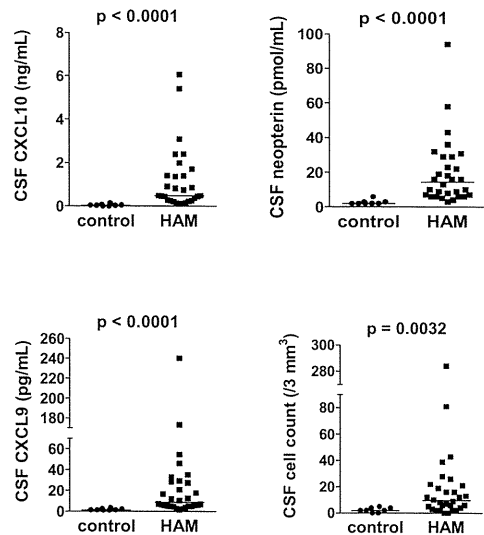 p < 0.0001
CSF CXCL10 (ng/mL)
8
6
4
2
0
control HAM
p < 0.0001
CSF neopterin (pmol/mL)
100
80
60
40
20
0
control HAM
p < 0.0001
CSF CXCL9 (pg/mL)
260
240
220
200
180
60
40
20
0
control HAM
p = 0.0032
CSF cell count (/3 mm³)
300
280
80
60
40
20
0
control HAM